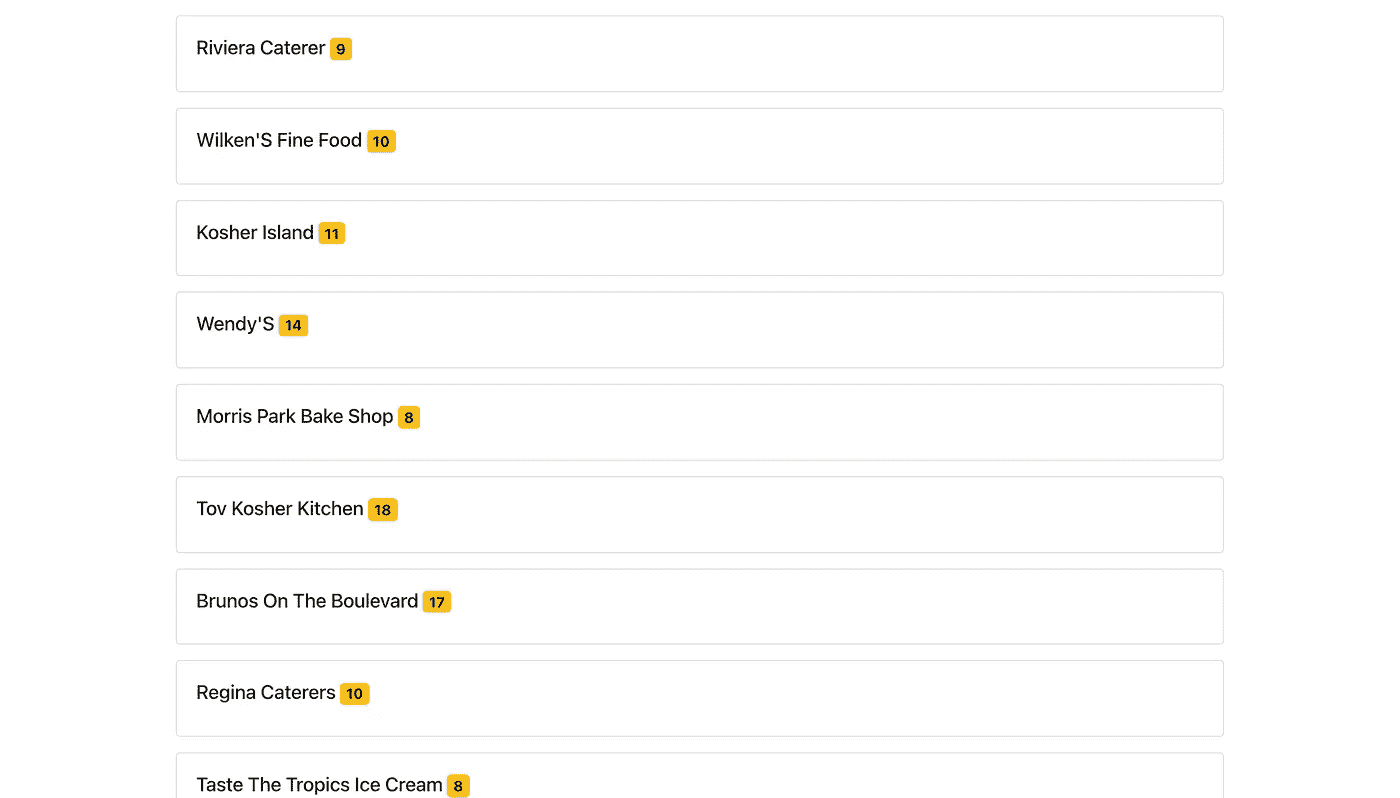 Riviera Caterer 9
Wilken'S Fine Food 10
Kosher Island 11
Wendy'S 14
Morris Park Bake Shop 8
Tov Kosher Kitchen 18
Brunos On The Boulevard 17
Regina Caterers 10
Taste The Tropics Ice Cream 8